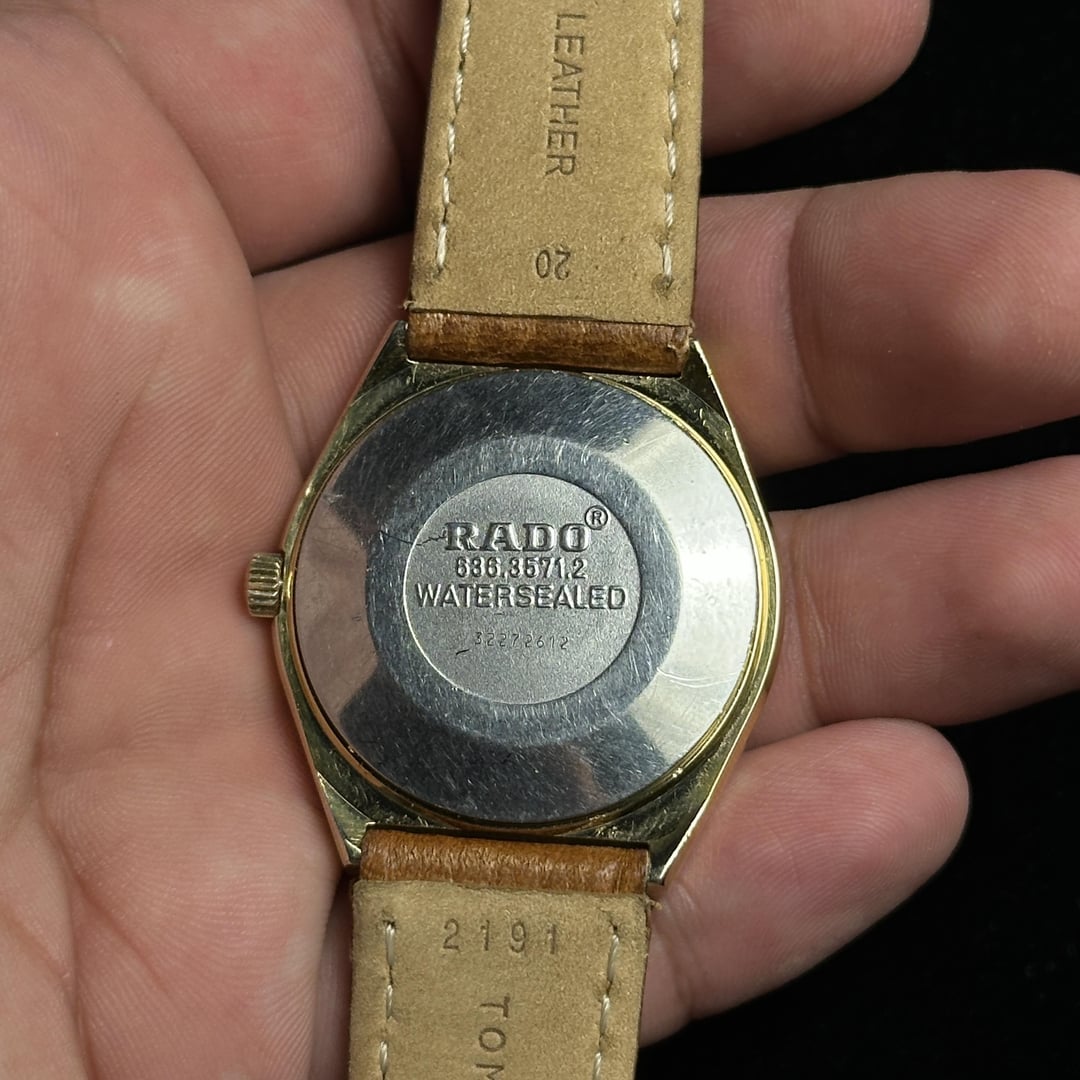 LEATHER
20
RADO®
636.3571.2
WATERSEALED
32272612
2191
TOM